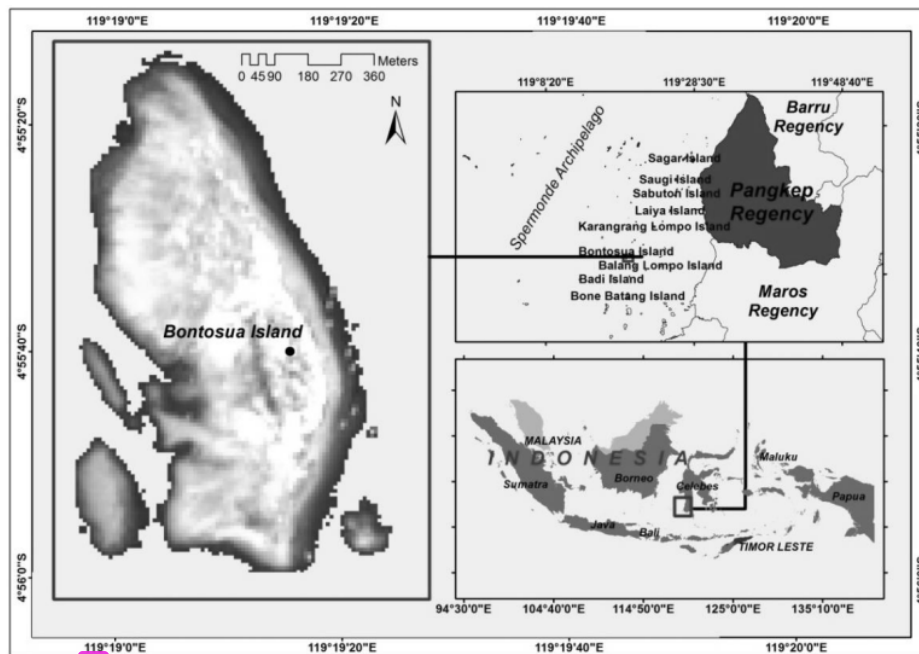 119°19'0"E 119°19'20"E 119°19'40"E 119°20'0"E
Meters
0 45 90 180 270 360
N
4°55'20"S
4°55'40"S
4°56'0"S
Bontosua Island
119°8'20"E 119°28'30"E 119°48'40"E
Barru
Regency
Spermonde Archipelago
Sagar Island
Saugi Island
Sabuton Island
Laiya Island
Karangrang Lompo Island
Bontosua Island
Balang Lompo Island
Badi Island
Bone Batang Island
Pangkep
Regency
Maros
Regency
MALAYSIA
INDONESIA
Sumatra
Borneo
Celebes
Maluku
Papua
Java
Bali
TIMOR LESTE
94°30'0"E 104°40'0"E 114°50'0"E 125°0'0"E 135°10'0"E
119°19'0"E 119°19'20"E 119°19'40"E 119°20'0"E